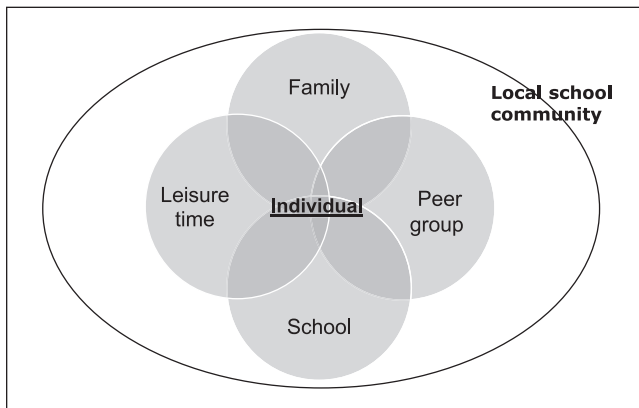 Family
Local school
community
Leisure
time
Individual
Peer
group
School